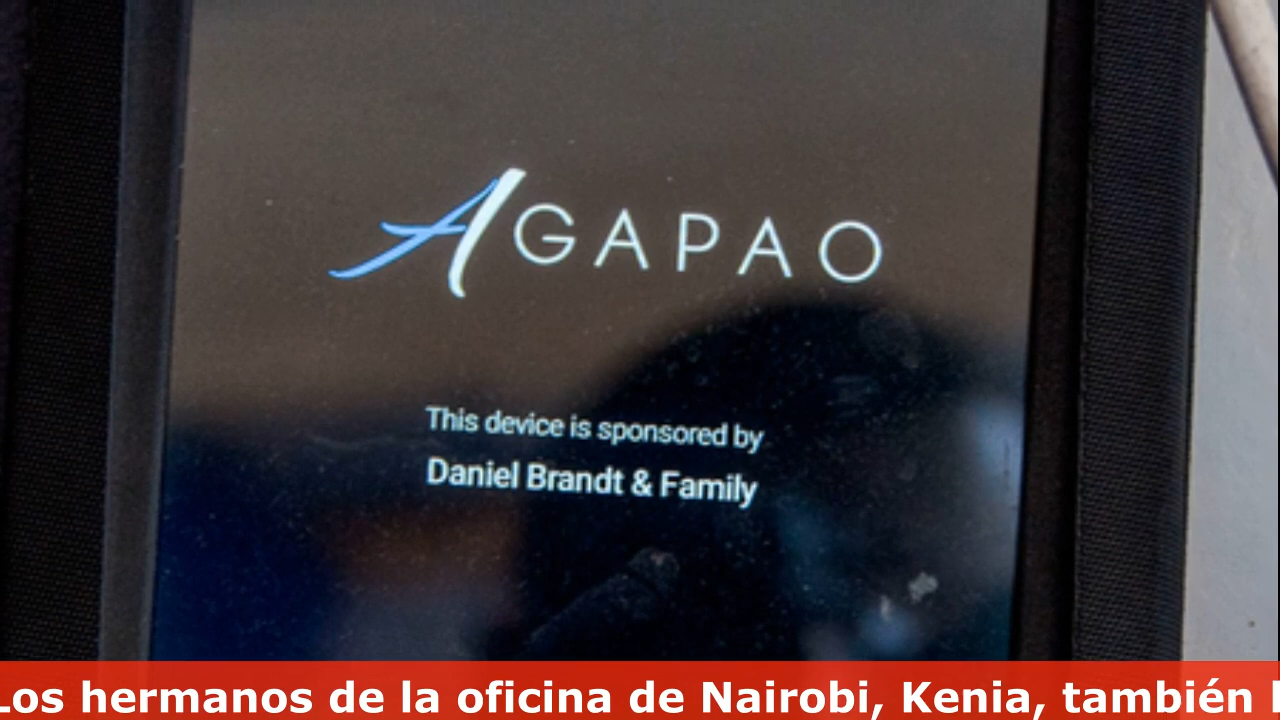 AGAPAO
This device is sponsored by
Daniel Brandt & Family
Los hermanos de la oficina de Nairobi, Kenia, también